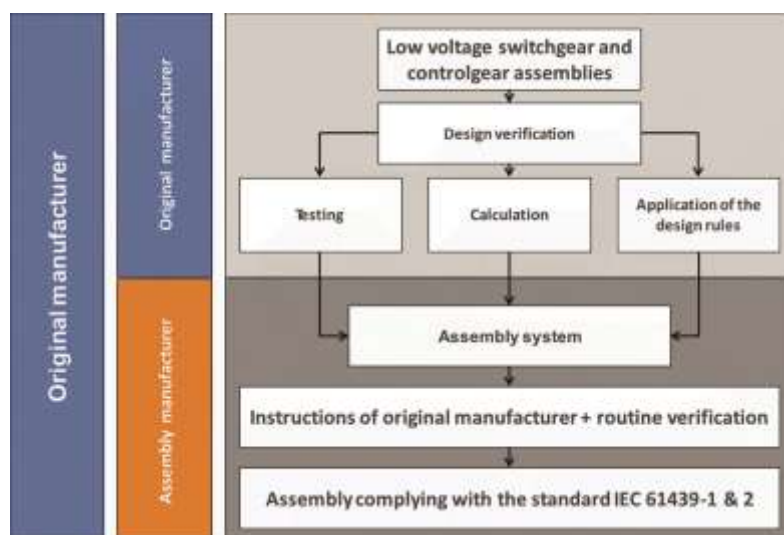 Original manufacturer
Original manufacturer
Assembly manufacturer
Low voltage switchgear and
controlgear assemblies
Design verification
Testing
Calculation
Application of the
design rules
Assembly system
Instructions of original manufacturer + routine verification
Assembly complying with the standard IEC 61439-1 & 2